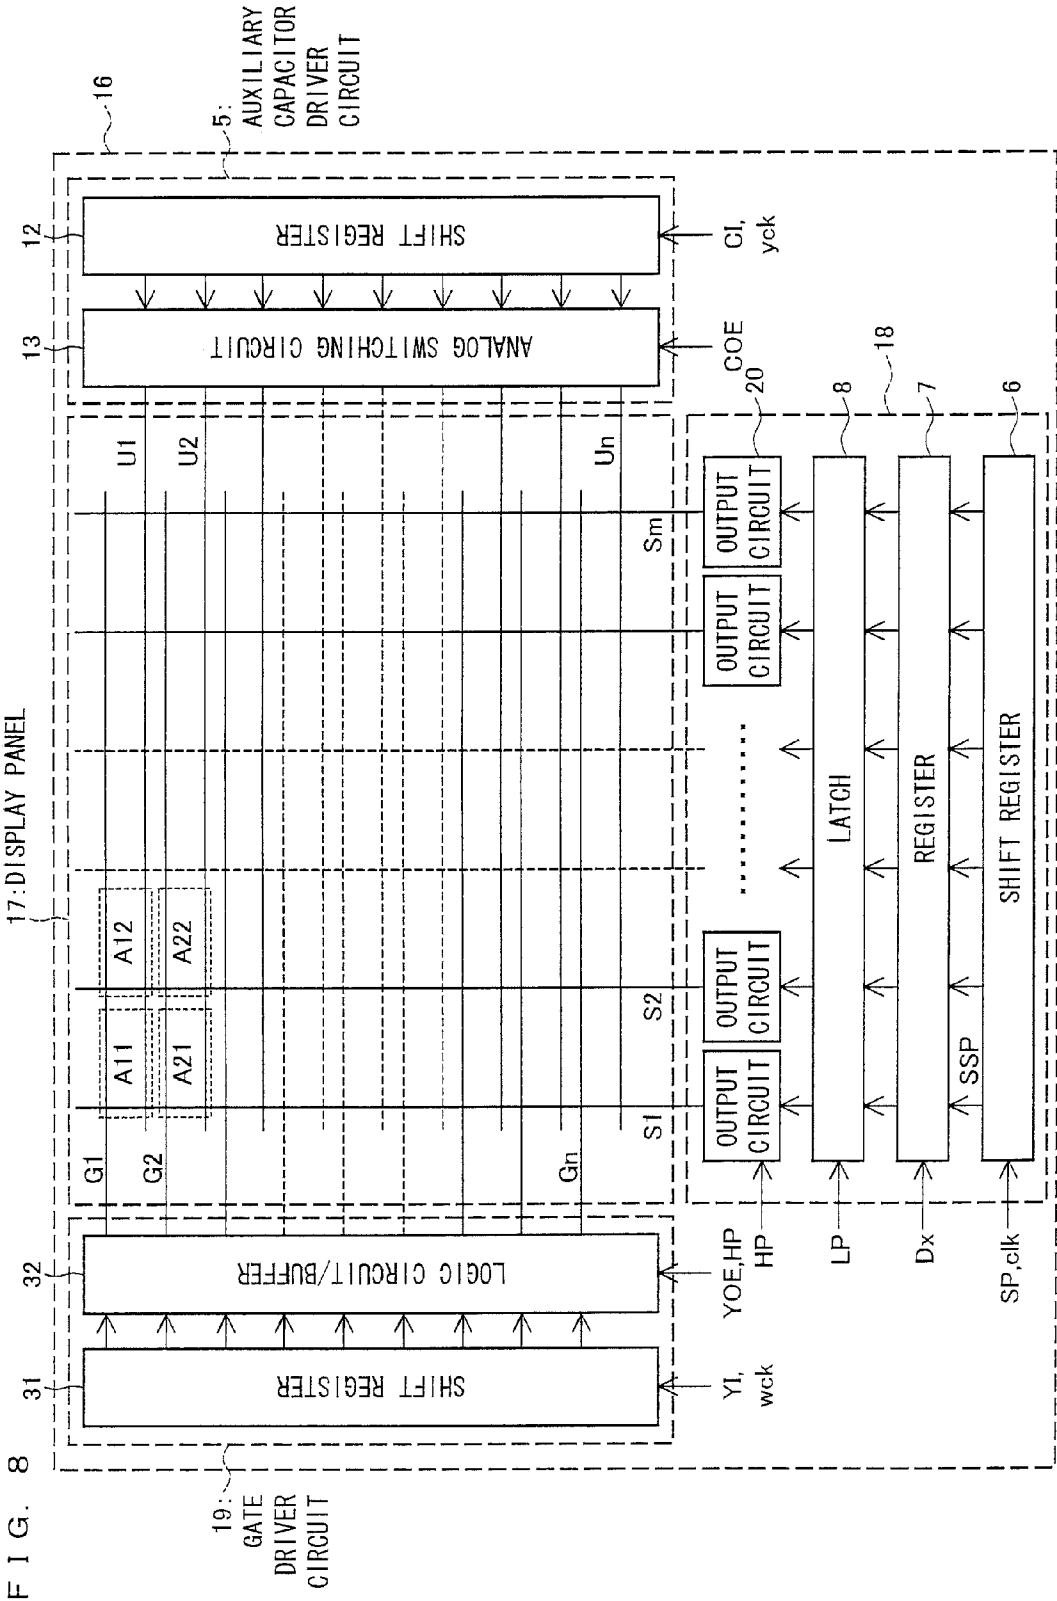 FIG. 8
17:DISPLAY PANEL
16
19:
GATE
DRIVER
CIRCUIT
5:
AUXILIARY
CAPACITOR
DRIVER
CIRCUIT
31
SHIFT REGISTER
YI,
wck
32
LOGIC CIRCUIT/BUFFER
YOE,HP
G1
G2
Gn
A11
A12
A21
A22
U1
U2
Un
S1
S2
Sm
13
ANALOG SWITCHING CIRCUIT
COE
12
SHIFT REGISTER
CI,
yck
18
HP
OUTPUT
CIRCUIT
OUTPUT
CIRCUIT
OUTPUT
CIRCUIT
OUTPUT
CIRCUIT
20
LP
LATCH
8
Dx
REGISTER
7
SSP
SP,clk
SHIFT REGISTER
6